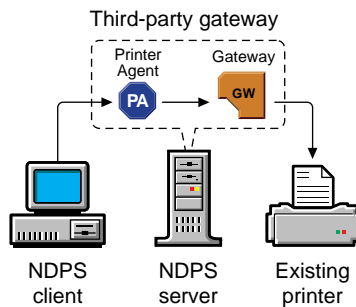 Third-party gateway
Printer
Agent
Gateway
PA
GW
NDPS
client
NDPS
server
Existing
printer